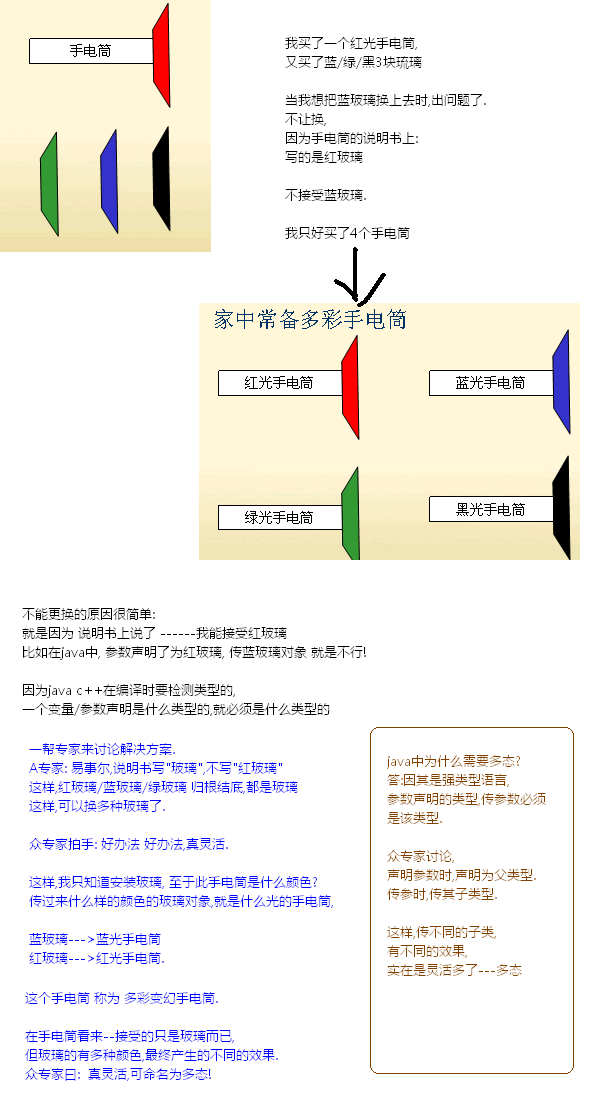 手电筒
我买了一个红光手电筒,
又买了蓝/绿/黑3块琉璃
当我想把蓝玻璃换上去时,出问题了.
不让换,
因为手电筒的说明书上:
写的是红玻璃
不接受蓝玻璃.
我只好买了4个手电筒
家中常备多彩手电筒
红光手电筒
蓝光手电筒
绿光手电筒
黑光手电筒
不能更换的原因很简单:
就是因为 说明书上说了 ------我能接受红玻璃
比如在java中, 参数声明了为红玻璃, 传蓝玻璃对象 就是不行!
因为java c++在编译时要检测类型的,
一个变量/参数声明是什么类型的,就必须是什么类型的
一帮专家来讨论解决方案.
A专家: 易事尔,说明书写"玻璃",不写"红玻璃"
这样,红玻璃/蓝玻璃/绿玻璃 归根结底,都是玻璃
这样,可以换多种玻璃了.
众专家拍手: 好办法 好办法,真灵活.
这样,我只知道安装玻璃, 至于此手电筒是什么颜色?
传过来什么样的颜色的玻璃对象,就是什么光的手电筒,
蓝玻璃--->蓝光手电筒
红玻璃--->红光手电筒.
这个手电筒 称为 多彩变幻手电筒.
在手电筒看来--接受的只是玻璃而已,
但玻璃的有多种颜色,最终产生的不同的效果.
众专家曰: 真灵活,可命名为多态!
java中为什么需要多态?
答:因其是强类型语言,
参数声明的类型,传参数必须
是该类型.
众专家讨论,
声明参数时,声明为父类型.
传参时,传其子类型.
这样,传不同的子类,
有不同的效果,
实在是灵活多了---多态